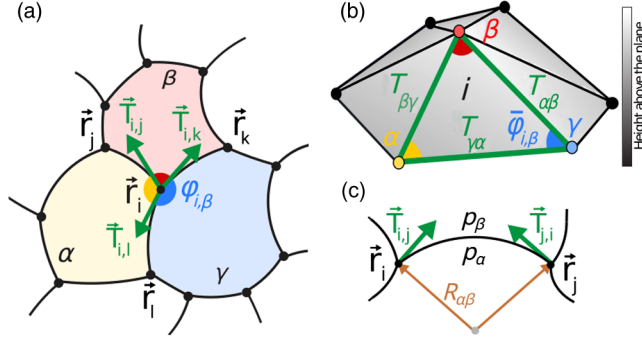 (a)
β
T⃗i,j
T⃗i,k
r⃗j
r⃗k
r⃗i
φi,β
T⃗i,l
α
γ
r⃗l
(b)
β
i
Tβγ
Tαβ
Tγα
α
φ̄i,β
γ
Height above the plane
(c)
T⃗i,j
pβ
T⃗j,i
pα
r⃗i
r⃗j
Rαβ